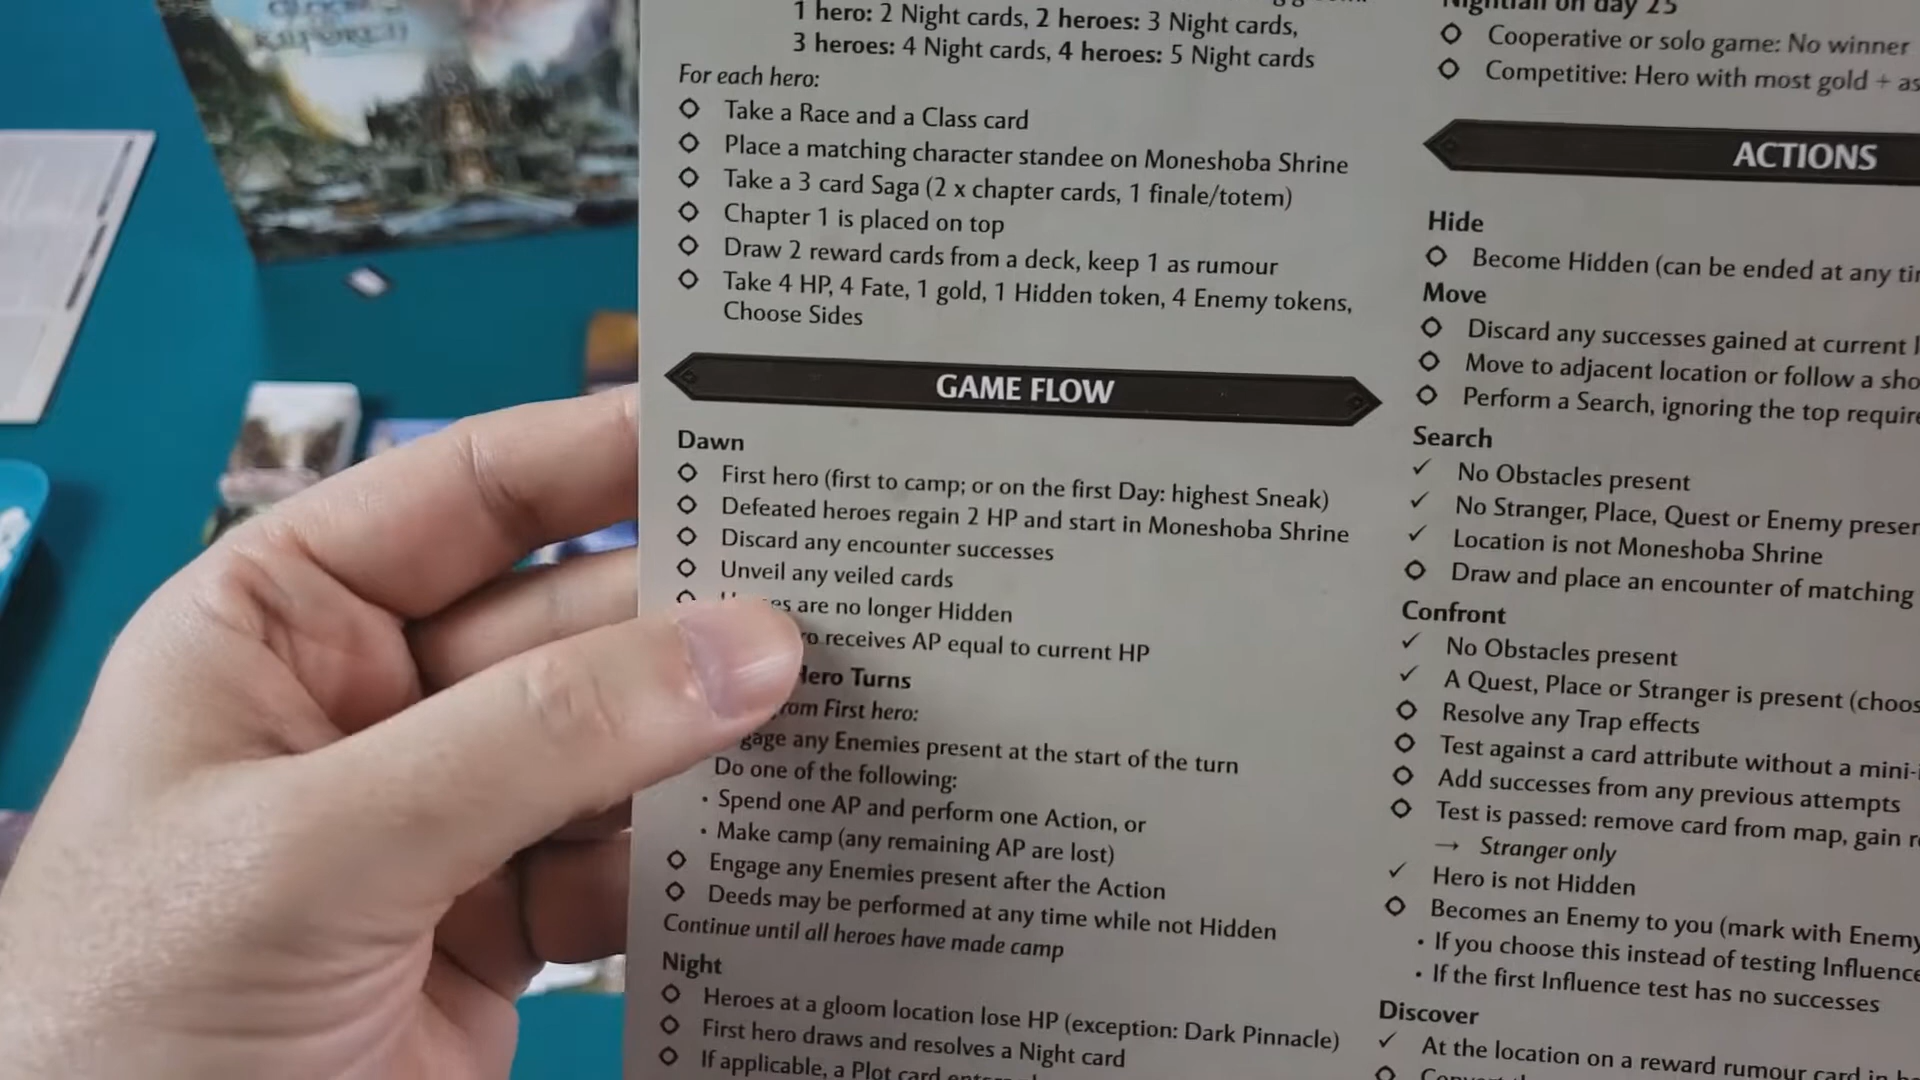 1 hero: 2 Night cards, 2 heroes: 3 Night cards,
3 heroes: 4 Night cards, 4 heroes: 5 Night cards
For each hero:
Take a Race and a Class card
Place a matching character standee on Moneshoba Shrine
Take a 3 card Saga (2 x chapter cards, 1 finale/totem)
Chapter 1 is placed on top
Draw 2 reward cards from a deck, keep 1 as rumour
Take 4 HP, 4 Fate, 1 gold, 1 Hidden token, 4 Enemy tokens,
Choose Sides
GAME FLOW
Dawn
First hero (first to camp; or on the first Day: highest Sneak)
Defeated heroes regain 2 HP and start in Moneshoba Shrine
Discard any encounter successes
Unveil any veiled cards
are no longer Hidden
receives AP equal to current HP
Hero Turns
from First hero:
any Enemies present at the start of the turn
Do one of the following:
· Spend one AP and perform one Action, or
· Make camp (any remaining AP are lost)
Engage any Enemies present after the Action
Deeds may be performed at any time while not Hidden
Continue until all heroes have made camp
Night
Heroes at a gloom location lose HP (exception: Dark Pinnacle)
First hero draws and resolves a Night card
If applicable, a Plot card
Nightfall on day 25
Cooperative or solo game: No winner
Competitive: Hero with most gold +
ACTIONS
Hide
Become Hidden (can be ended at any
Move
Discard any successes gained at current
Move to adjacent location or follow a
Perform a Search, ignoring the top
Search
✓ No Obstacles present
✓ No Stranger, Place, Quest or Enemy
✓ Location is not Moneshoba Shrine
Draw and place an encounter of matching
Confront
✓ No Obstacles present
✓ A Quest, Place or Stranger is present
Resolve any Trap effects
Test against a card attribute without a
Add successes from any previous attempts
Test is passed: remove card from map, gain
→ Stranger only
✓ Hero is not Hidden
Becomes an Enemy to you (mark with Enemy
· If you choose this instead of testing Influence
· If the first Influence test has no successes
Discover
✓ At the location on a reward rumour card in